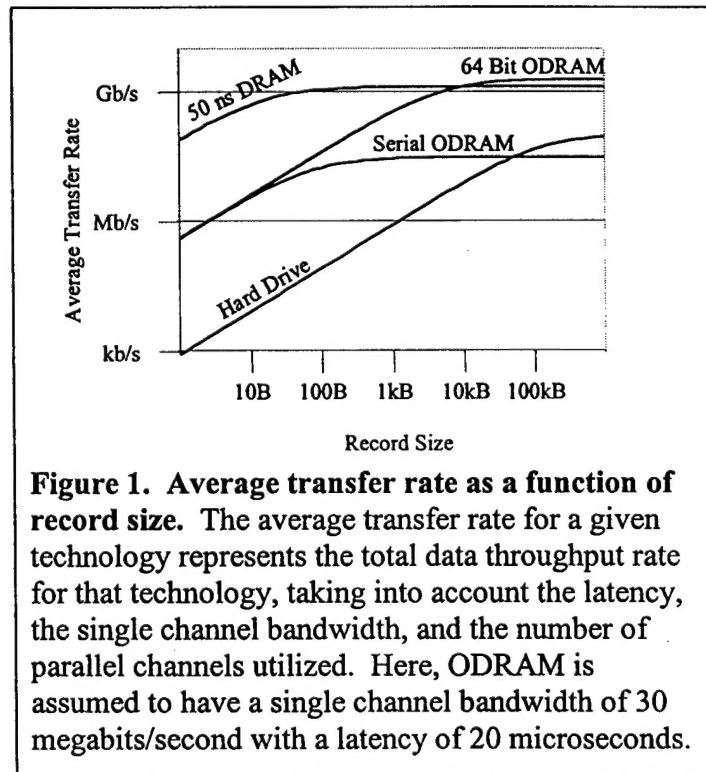 64 Bit ODRAM
50 ns DRAM
Gb/s
Serial ODRAM
Average Transfer Rate
Mb/s
Hard Drive
kb/s
10B 100B 1kB 10kB 100kB
Record Size
Figure 1. Average transfer rate as a function of
record size. The average transfer rate for a given
technology represents the total data throughput rate
for that technology, taking into account the latency,
the single channel bandwidth, and the number of
parallel channels utilized. Here, ODRAM is
assumed to have a single channel bandwidth of 30
megabits/second with a latency of 20 microseconds.